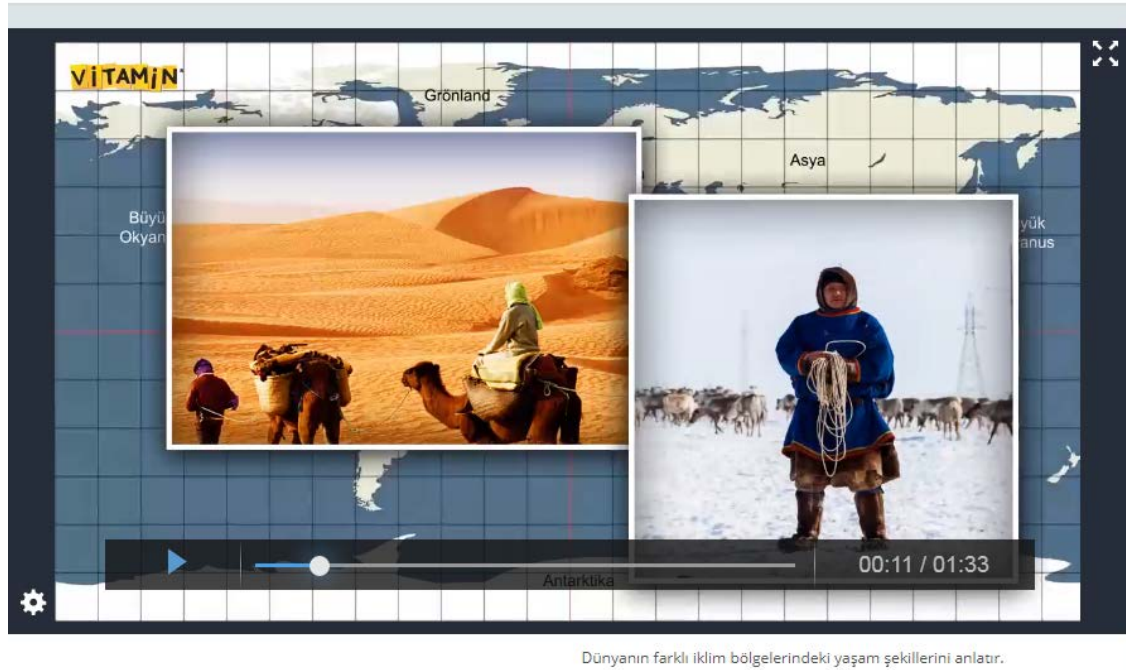 ViTAMiN
Grönland
Asya
Büyü
Okyan
yük
anus
00:11 / 01:33
Antarktika
Dünyanın farklı iklim bölgelerindeki yaşam şekillerini anlatır.